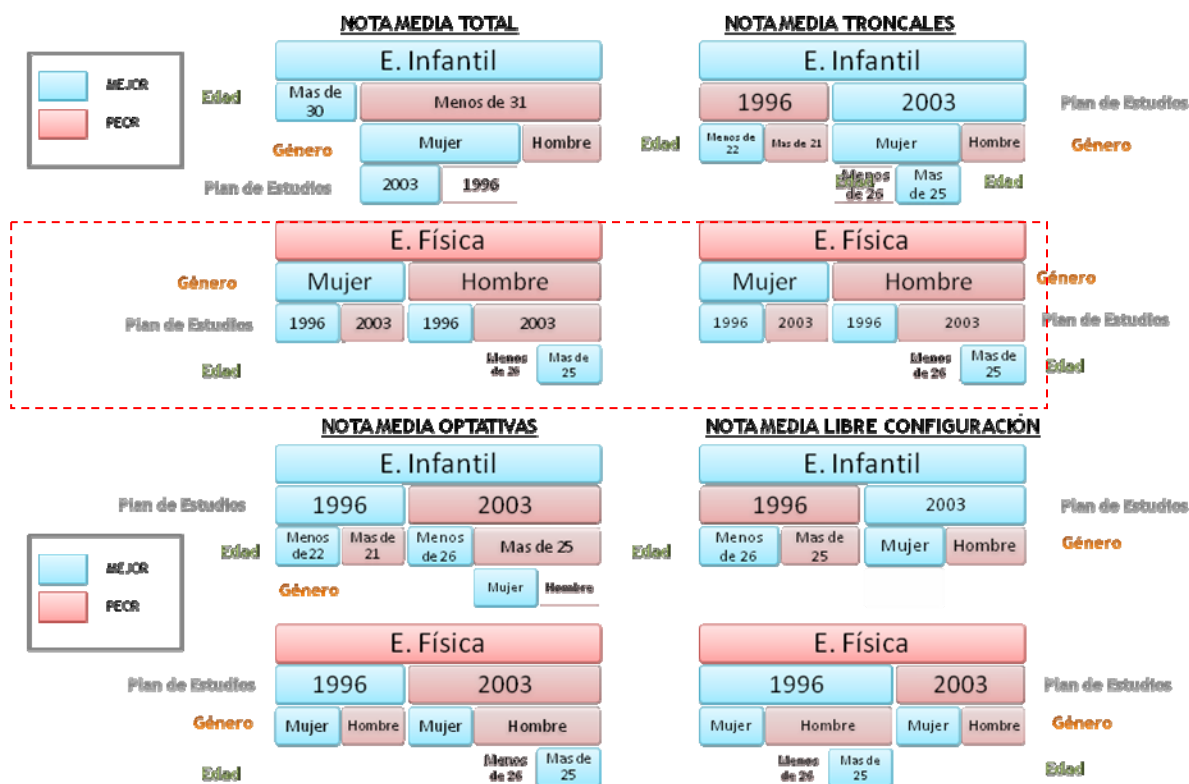 NOTA MEDIA TOTAL
E. Infantil
MEJOR
PEOR
Edad
Mas de 30
Menos de 31
Género
Mujer
Hombre
Plan de Estudios
2003
1996
NOTA MEDIA TRONCALES
E. Infantil
1996
2003
Plan de Estudios
Edad
Menos de 22
Mas de 21
Mujer
Hombre
Género
Edad
Menos de 26
Mas de 25
Edad
E. Física
Género
Mujer
Hombre
Plan de Estudios
1996
2003
1996
2003
Edad
Menos de 26
Mas de 25
E. Física
Mujer
Hombre
Género
1996
2003
1996
2003
Plan de Estudios
Menos de 26
Mas de 25
Edad
NOTA MEDIA OPTATIVAS
E. Infantil
Plan de Estudios
1996
2003
Edad
Menos de22
Mas de 21
Menos de 26
Mas de 25
Género
Mujer
Hombre
MEJOR
PEOR
E. Física
Plan de Estudios
1996
2003
Género
Mujer
Hombre
Mujer
Hombre
Edad
Menos de 26
Mas de 25
NOTA MEDIA LIBRE CONFIGURACIÓN
E. Infantil
1996
2003
Plan de Estudios
Edad
Menos de 26
Mas de 25
Mujer
Hombre
Género
E. Física
1996
2003
Plan de Estudios
Mujer
Hombre
Mujer
Hombre
Género
Menos de 26
Mas de 25
Edad